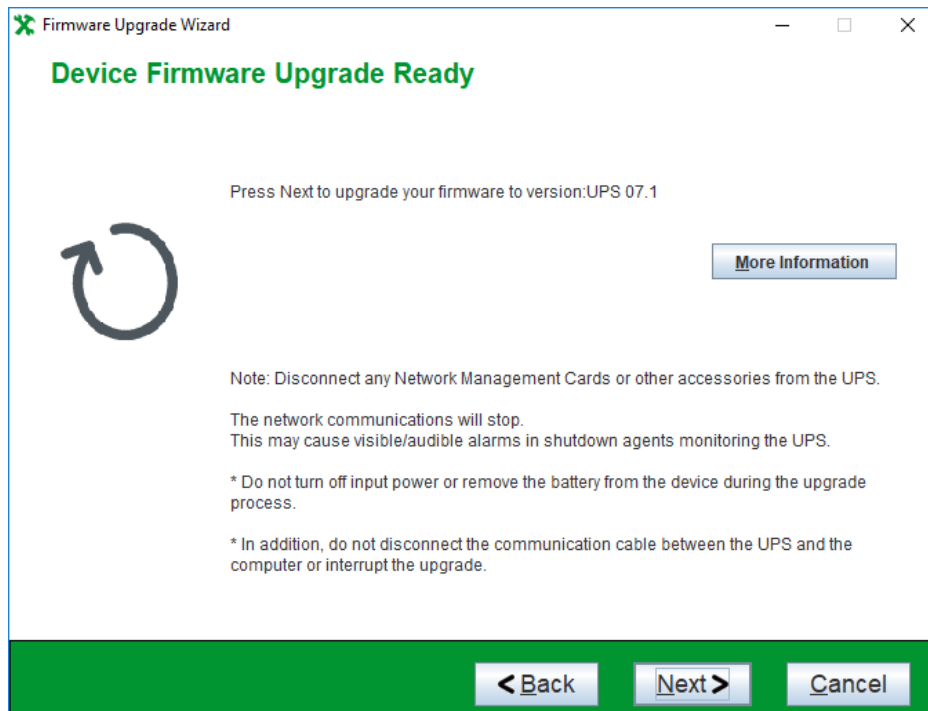 Firmware Upgrade Wizard
Device Firmware Upgrade Ready
Press Next to upgrade your firmware to version:UPS 07.1
More Information
Note: Disconnect any Network Management Cards or other accessories from the UPS.
The network communications will stop.
This may cause visible/audible alarms in shutdown agents monitoring the UPS.
* Do not turn off input power or remove the battery from the device during the upgrade
process.
* In addition, do not disconnect the communication cable between the UPS and the
computer or interrupt the upgrade.
< Back
Next >
Cancel